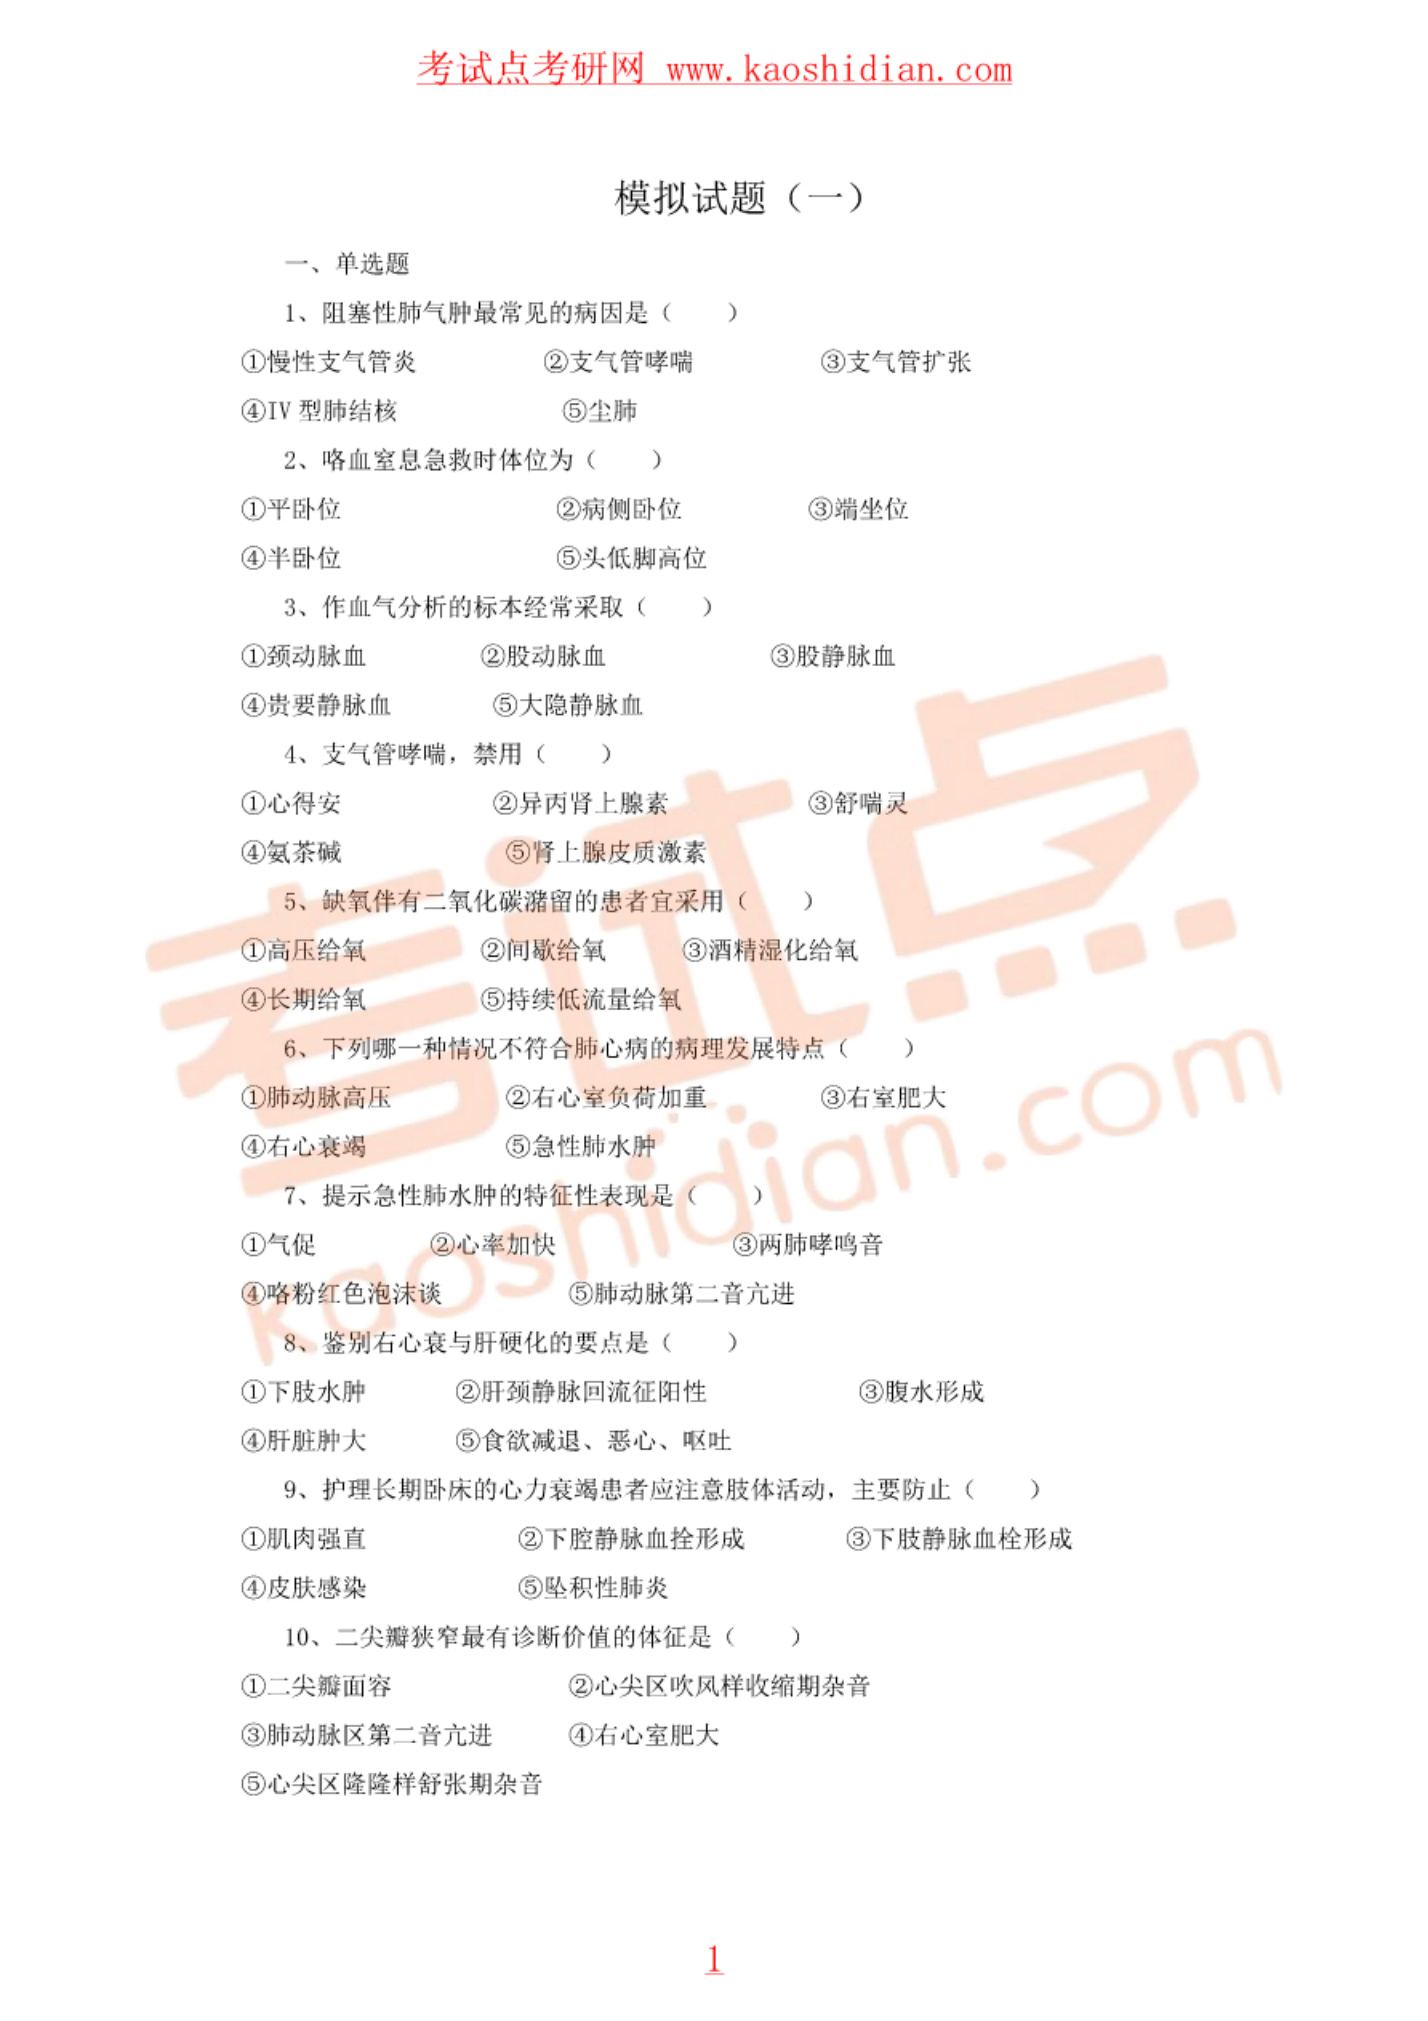 考试点考研网 www.kaoshidian.com
模拟试题（一）
一、单选题
1、阻塞性肺气肿最常见的病因是（　　）
①慢性支气管炎 ②支气管哮喘 ③支气管扩张
④IV 型肺结核 ⑤尘肺
2、咯血室息急救时体位为（　　）
①平卧位 ②病侧卧位 ③端坐位
④半卧位 ⑤头低脚高位
3、作血气分析的标本经常采取（　　）
①颈动脉血 ②股动脉血 ③股静脉血
④贵要静脉血 ⑤大隐静脉血
4、支气管哮喘，禁用（　　）
①心得安 ②异丙肾上腺素 ③舒喘灵
④氨茶碱 ⑤肾上腺皮质激素
5、缺氧伴有二氧化碳潴留的患者宜采用（　　）
①高压给氧 ②间歇给氧 ③酒精湿化给氧
④长期给氧 ⑤持续低流量给氧
6、下列哪一种情况不符合肺心病的病理发展特点（　　）
①肺动脉高压 ②右心室负荷加重 ③右室肥大
④右心衰竭 ⑤急性肺水肿
7、提示急性肺水肿的特征性表现是（　　）
①气促 ②心率加快 ③两肺哮鸣音
④咯粉红色泡沫谈 ⑤肺动脉第二音亢进
8、鉴别右心衰与肝硬化的要点是（　　）
①下肢水肿 ②肝颈静脉回流征阳性 ③腹水形成
④肝脏肿大 ⑤食欲减退、恶心、呕吐
9、护理长期卧床的心力衰竭患者应注意肢体活动，主要防止（　　）
①肌肉强直 ②下腔静脉血拴形成 ③下肢静脉血栓形成
④皮肤感染 ⑤坠积性肺炎
10、二尖瓣狭窄最有诊断价值的体征是（　　）
①二尖瓣面容 ②心尖区吹风样收缩期杂音
③肺动脉区第二音亢进 ④右心室肥大
⑤心尖区隆隆样舒张期杂音
考试点
kaoshidian.com
1